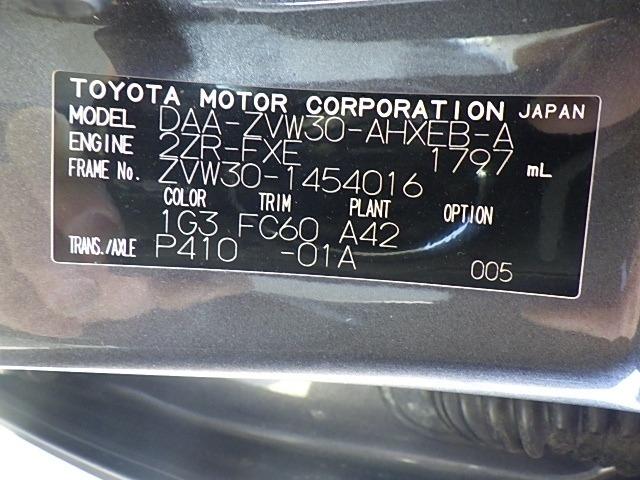 TOYOTA MOTOR CORPORATION JAPAN
MODEL DAA-ZVW30-AHXEB-A
ENGINE 2ZR-FXE 1797 mL
FRAME No. ZVW30-1454016
COLOR TRIM PLANT OPTION
1G3 FC60 A42
TRANS./AXLE P410 -01A 005